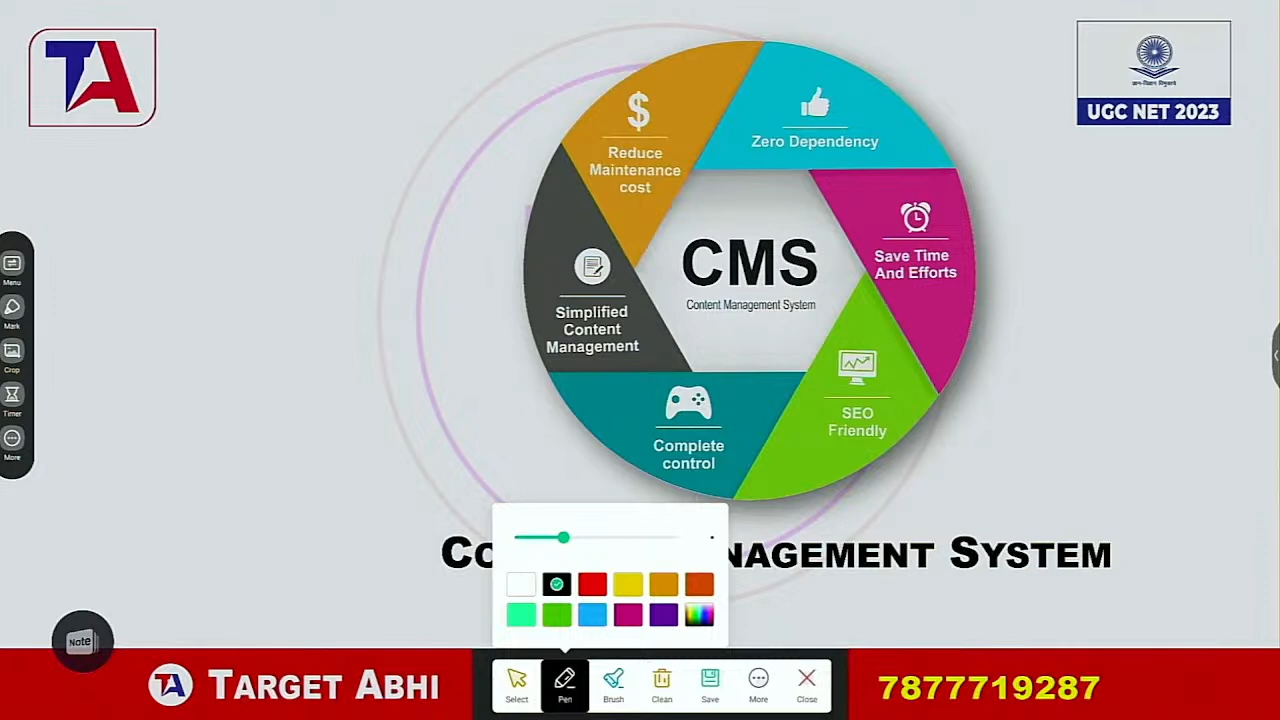 TA
UGC NET 2023
$
Reduce
Maintenance
cost
Zero Dependency
Save Time
And Efforts
CMS
Content Management System
Simplified
Content
Management
SEO
Friendly
Complete
control
Menu
Mark
Crop
Timer
More
NAGEMENT SYSTEM
Note
TA TARGET ABHI
Select
Pen
Brush
Clean
Save
More
Close
7877719287